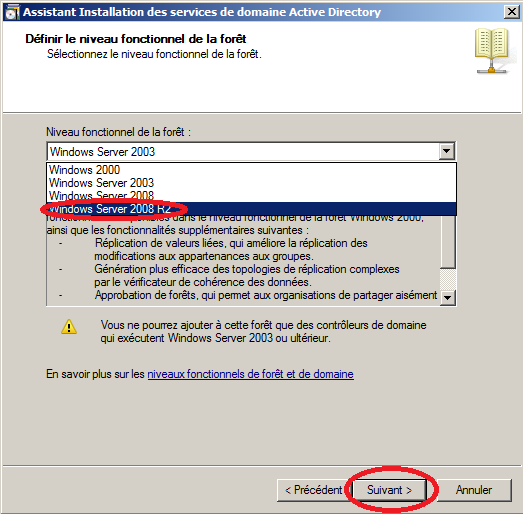 Assistant Installation des services de domaine Active Directory
Définir le niveau fonctionnel de la forêt
Sélectionnez le niveau fonctionnel de la forêt.
Niveau fonctionnel de la forêt :
Windows Server 2003
Windows 2000
Windows Server 2003
Windows Server 2008
Windows Server 2008 R2
dans le niveau fonctionnel de la forêt Windows 2000,
ainsi que les fonctionnalités supplémentaires suivantes :
- Réplication de valeurs liées, qui améliore la réplication des
modifications aux appartenances aux groupes.
- Génération plus efficace des topologies de réplication complexes
par le vérificateur de cohérence des données.
- Approbation de forêts, qui permet aux organisations de partager aisément
Vous ne pourrez ajouter à cette forêt que des contrôleurs de domaine
qui exécutent Windows Server 2003 ou ultérieur.
En savoir plus sur les niveaux fonctionnels de forêt et de domaine
< Précédent
Suivant >
Annuler